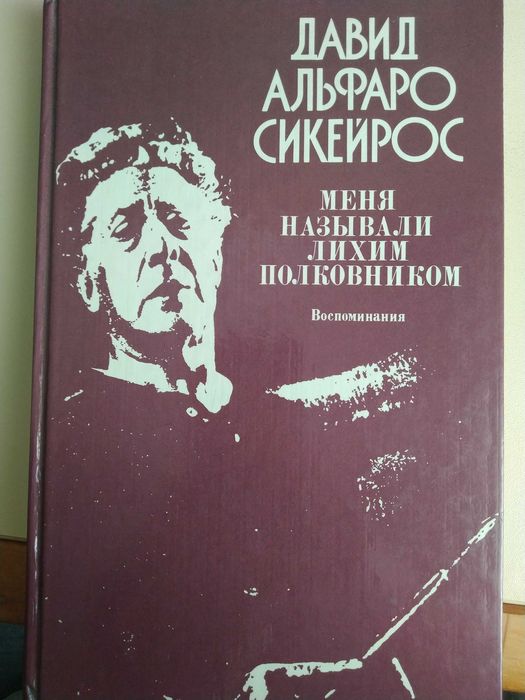 ДАВИД
АЛЬФАРО
СИКЕЙРОС
МЕНЯ
НАЗЫВАЛИ
ЛИХИМ
ПОЛКОВНИКОМ
Воспоминания